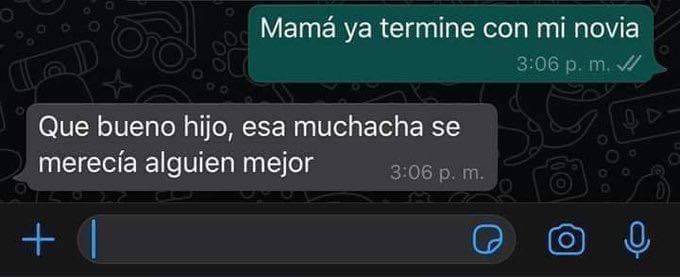 Mamá ya termine con mi novia
3:06 p. m.
Que bueno hijo, esa muchacha se
merecía alguien mejor
3:06 p. m.